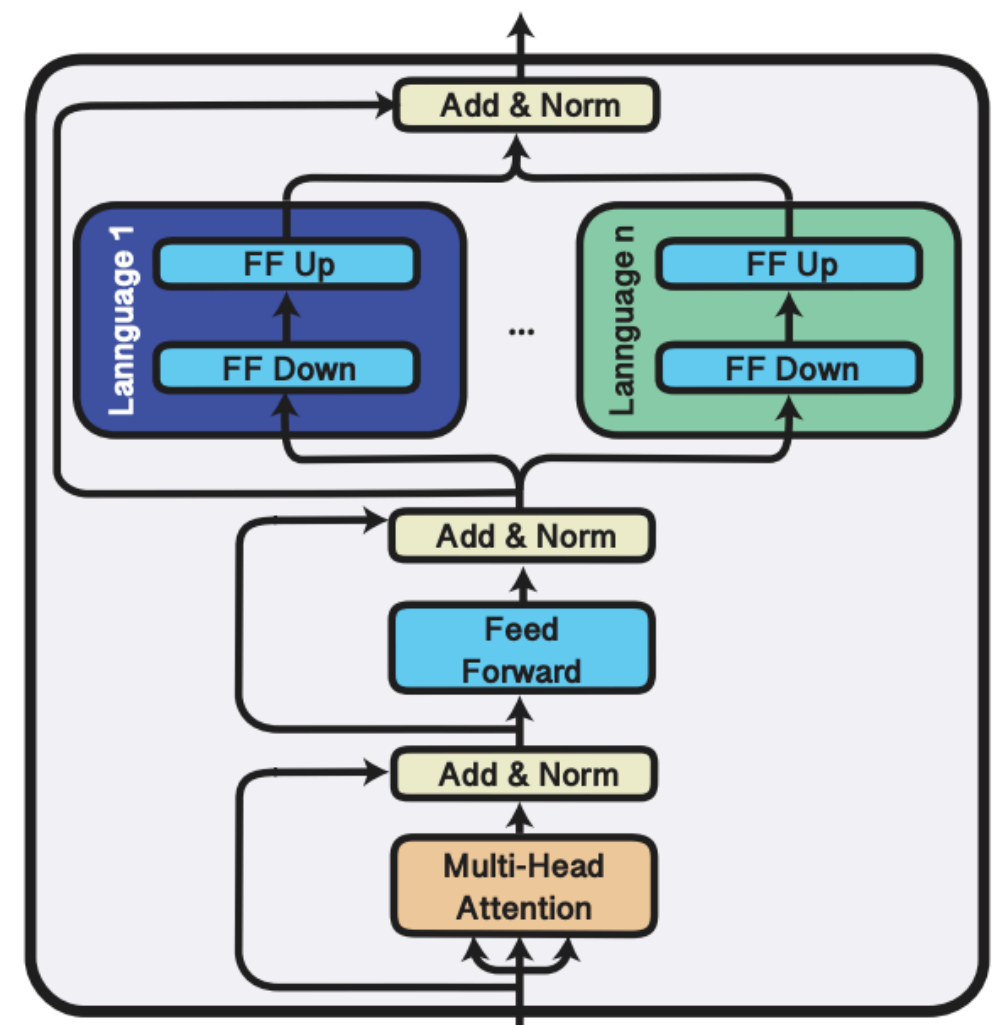 Add & Norm
Lannguage 1
FF Up
FF Down
...
Lannguage n
FF Up
FF Down
Add & Norm
Feed
Forward
Add & Norm
Multi-Head
Attention